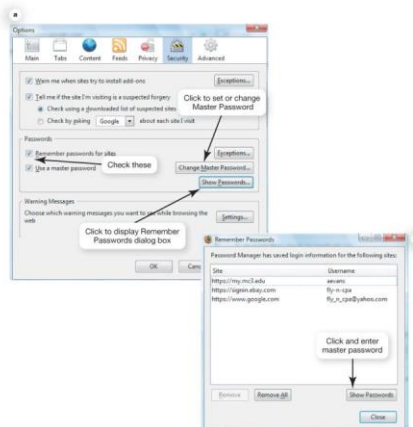 a
Options
Main Tabs Content Feeds Privacy Security Advanced
Warn me when sites try to install add-ons
Exceptions...
Tell me if the site I'm visiting is a suspected forgery
Check using a downloaded list of suspected sites
Check by asking Google about each site I visit
Click to set or change
Master Password
Passwords
Remember passwords for sites
Exceptions...
Check these
Use a master password
Change Master Password...
Show Passwords...
Warning Messages
Choose which warning messages you want to see while browsing the
web
Settings...
Click to display Remember
Passwords dialog box
OK
Canc
Remember Passwords
Password Manager has saved login information for the following sites:
Site Username
https://my.mc3.edu aevans
https://signin.ebay.com fly-n-cpa
https://www.google.com fly_n_cpa@yahoo.com
Click and enter
master password
Remove Remove All Show Passwords
Close